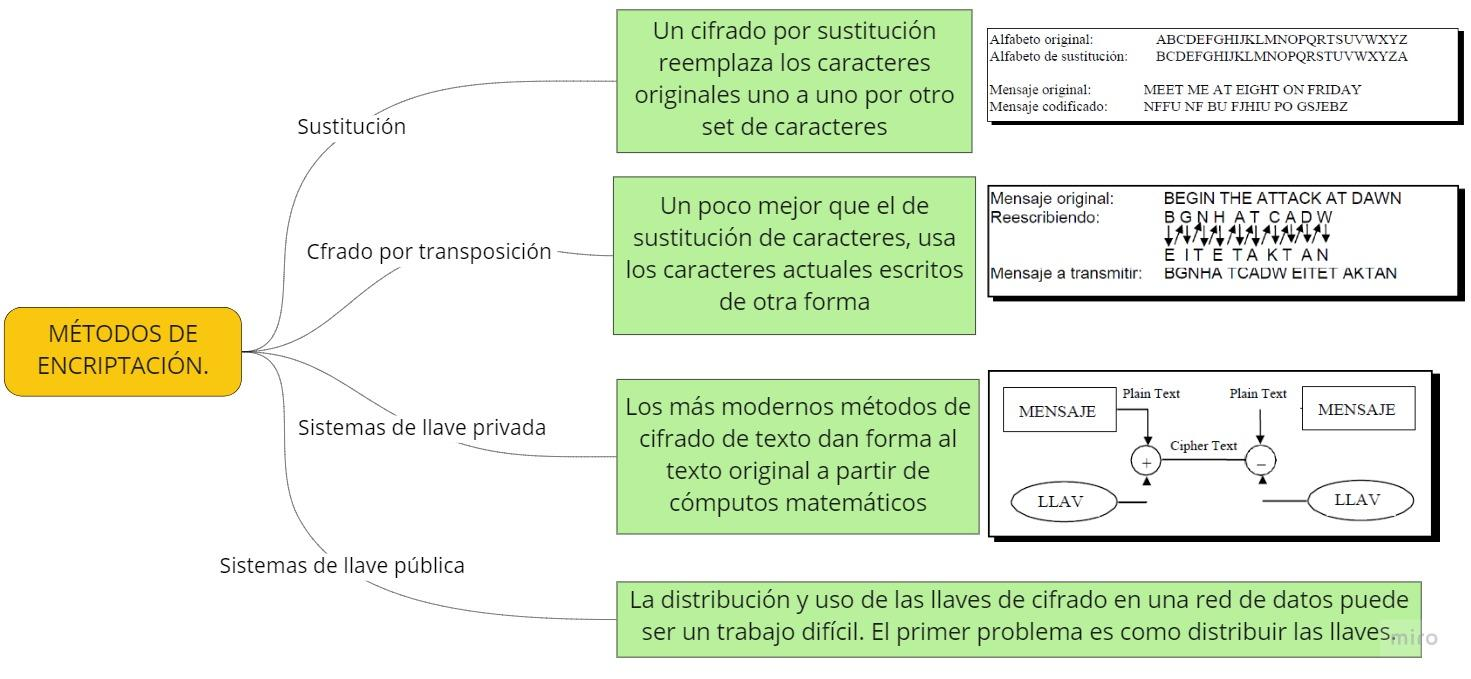 MÉTODOS DE
ENCRIPTACIÓN.
Sustitución
Un cifrado por sustitución
reemplaza los caracteres
originales uno a uno por otro
set de caracteres
Alfabeto original: ABCDEFGHIJKLMNOPQRTSUVWXYZ
Alfabeto de sustitución: BCDEFGHIJKLMNOPQRSTUVWXYZA
Mensaje original: MEET ME AT EIGHT ON FRIDAY
Mensaje codificado: NFFU NF BU FJHIU PO GSJEBZ
Cfrado por transposición
Un poco mejor que el de
sustitución de caracteres, usa
los caracteres actuales escritos
de otra forma
Mensaje original: BEGIN THE ATTACK AT DAWN
Reescribiendo: B G N H A T C A D W
E I T E T A K T A N
Mensaje a transmitir: BGNHA TCADW EITET AKTAN
Sistemas de llave privada
Los más modernos métodos de
cifrado de texto dan forma al
texto original a partir de
cómputos matemáticos
MENSAJE Plain Text Plain Text MENSAJE
+ Cipher Text −
LLAV LLAV
Sistemas de llave pública
La distribución y uso de las llaves de cifrado en una red de datos puede
ser un trabajo difícil. El primer problema es como distribuir las llaves.
miro